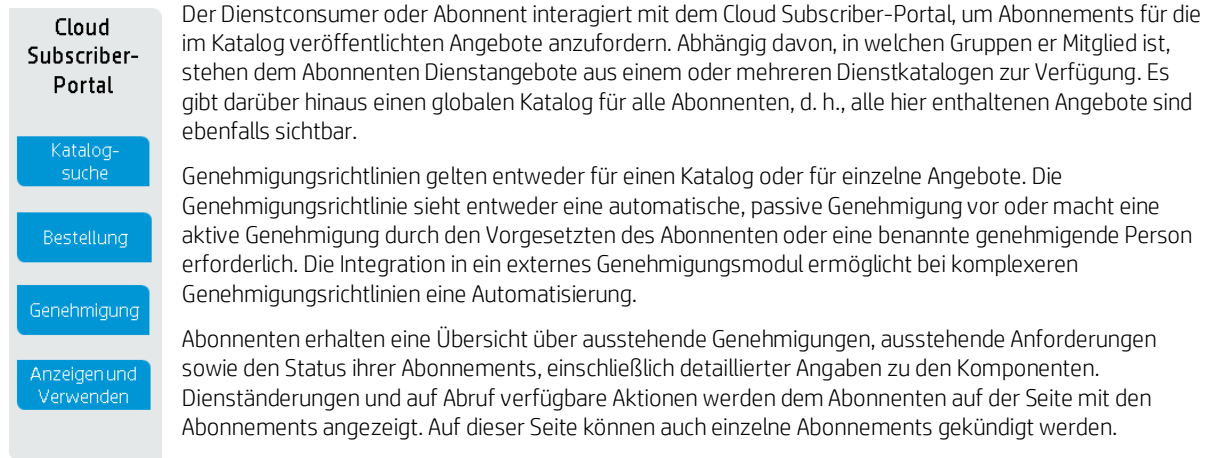 Cloud
Subscriber-
Portal
Katalog-
suche
Bestellung
Genehmigung
Anzeigen und
Verwenden
Der Dienstconsumer oder Abonnent interagiert mit dem Cloud Subscriber-Portal, um Abonnements für die
im Katalog veröffentlichten Angebote anzufordern. Abhängig davon, in welchen Gruppen er Mitglied ist,
stehen dem Abonnenten Dienstangebote aus einem oder mehreren Dienstkatalogen zur Verfügung. Es
gibt darüber hinaus einen globalen Katalog für alle Abonnenten, d. h., alle hier enthaltenen Angebote sind
ebenfalls sichtbar.
Genehmigungsrichtlinien gelten entweder für einen Katalog oder für einzelne Angebote. Die
Genehmigungsrichtlinie sieht entweder eine automatische, passive Genehmigung vor oder macht eine
aktive Genehmigung durch den Vorgesetzten des Abonnenten oder eine benannte genehmigende Person
erforderlich. Die Integration in ein externes Genehmigungsmodul ermöglicht bei komplexeren
Genehmigungsrichtlinien eine Automatisierung.
Abonnenten erhalten eine Übersicht über ausstehende Genehmigungen, ausstehende Anforderungen
sowie den Status ihrer Abonnements, einschließlich detaillierter Angaben zu den Komponenten.
Dienständerungen und auf Abruf verfügbare Aktionen werden dem Abonnenten auf der Seite mit den
Abonnements angezeigt. Auf dieser Seite können auch einzelne Abonnements gekündigt werden.